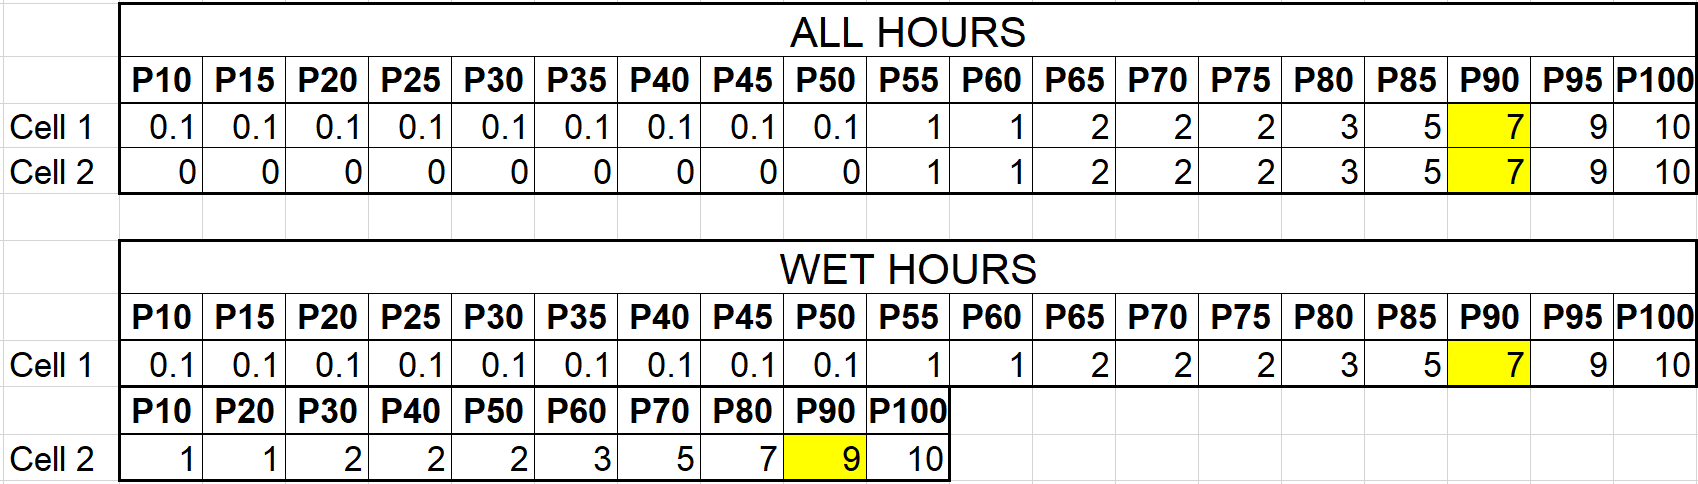 ALL HOURS
P10 P15 P20 P25 P30 P35 P40 P45 P50 P55 P60 P65 P70 P75 P80 P85 P90 P95 P100
Cell 1 0.1 0.1 0.1 0.1 0.1 0.1 0.1 0.1 0.1 1 1 2 2 2 3 5 7 9 10
Cell 2 0 0 0 0 0 0 0 0 0 1 1 2 2 2 3 5 7 9 10
WET HOURS
P10 P15 P20 P25 P30 P35 P40 P45 P50 P55 P60 P65 P70 P75 P80 P85 P90 P95 P100
Cell 1 0.1 0.1 0.1 0.1 0.1 0.1 0.1 0.1 0.1 1 1 2 2 2 3 5 7 9 10
P10 P20 P30 P40 P50 P60 P70 P80 P90 P100
Cell 2 1 1 2 2 2 3 5 7 9 10